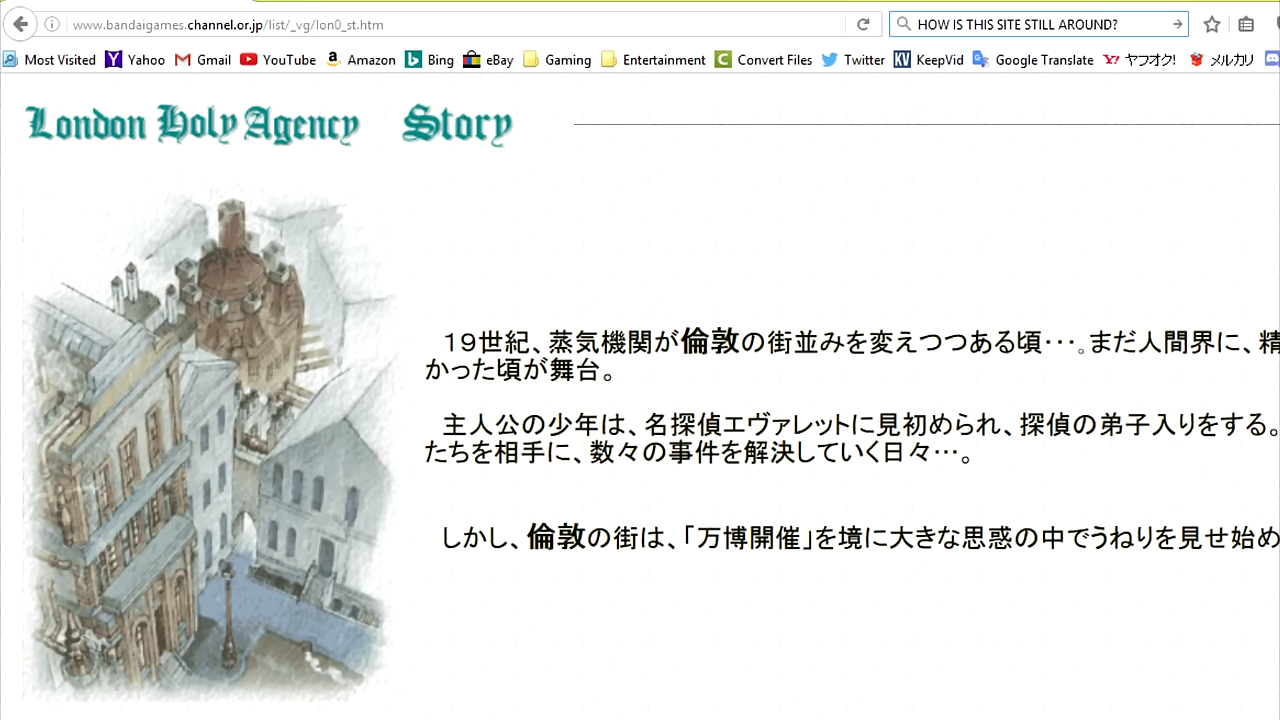 www.bandaigames.channel.or.jp/list/_vg/lon0_st.htm
HOW IS THIS SITE STILL AROUND?
Most Visited Yahoo Gmail YouTube Amazon Bing eBay Gaming Entertainment Convert Files Twitter KeepVid Google Translate ヤフオク! メルカリ
London Holy Agency Story
19世紀、蒸気機関が倫敦の街並みを変えつつある頃･･･。まだ人間界に、精
かった頃が舞台。
主人公の少年は、名探偵エヴァレットに見初められ、探偵の弟子入りをする。
たちを相手に、数々の事件を解決していく日々･･･。
しかし、倫敦の街は、「万博開催」を境に大きな思惑の中でうねりを見せ始め